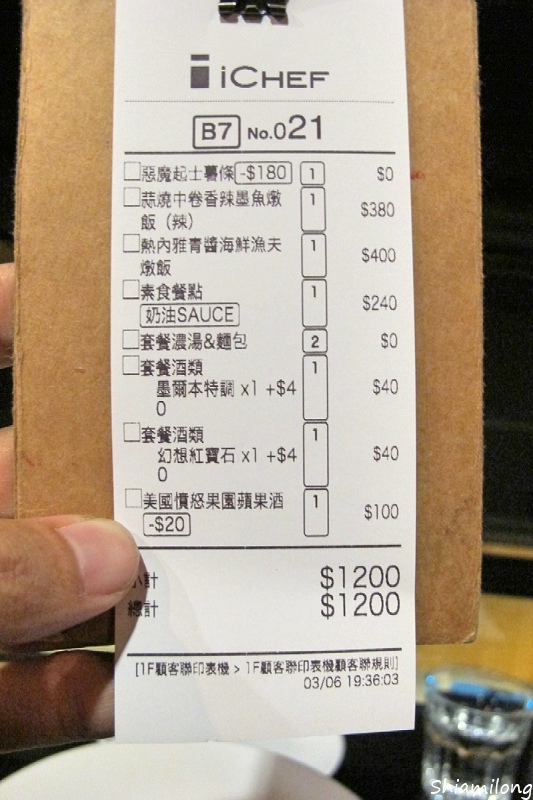 iCHEF
B7 No.021
惡魔起士薯條 -$180 1 $0
蒜燒中卷香辣墨魚燉 1 $380
飯（辣）
熱內雅青醬海鮮漁夫 1 $400
燉飯
素食餐點 1 $240
奶油SAUCE
套餐濃湯&麵包 2 $0
套餐酒類 1 $40
墨爾本特調 x1 +$4
0
套餐酒類 1 $40
幻想紅寶石 x1 +$4
0
美國憤怒果園蘋果酒 1 $100
-$20
小計 $1200
總計 $1200
[1F顧客聯印表機 > 1F顧客聯印表機顧客聯規則]
03/06 19:36:03
Shiamilong